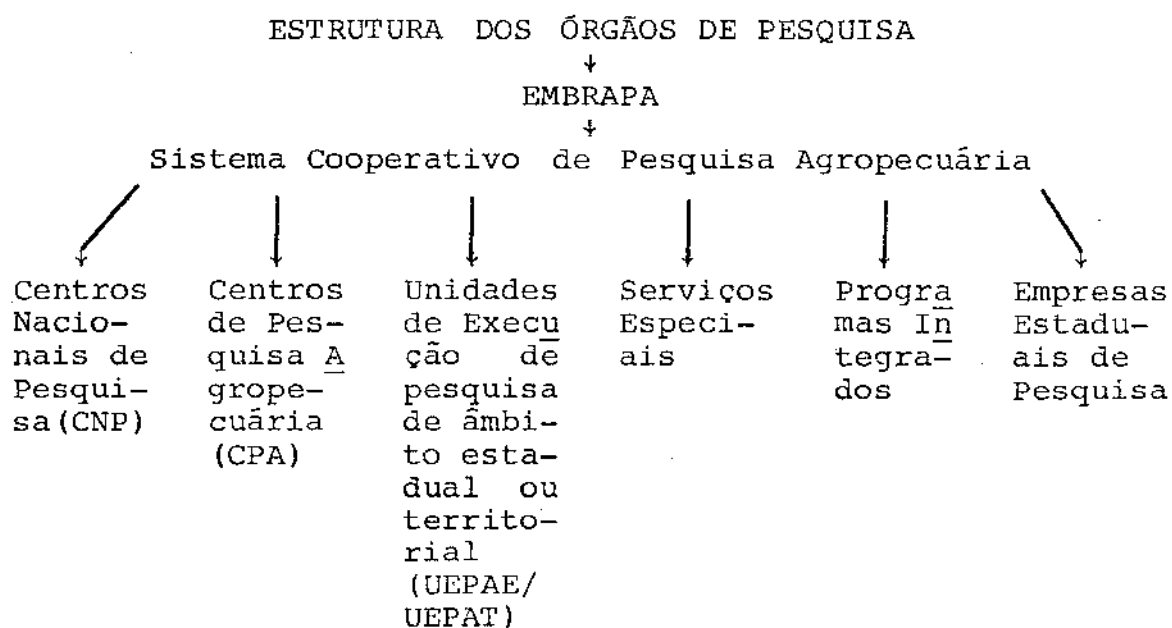 ESTRUTURA DOS ÓRGÃOS DE PESQUISA
EMBRAPA
Sistema Cooperativo de Pesquisa Agropecuária
Centros
Nacio-
nais de
Pesqui-
sa(CNP)
Centros
de Pes-
quisa A
grope-
cuária
(CPA)
Unidades
de Execu
ção de
pesquisa
de âmbi-
to esta-
dual ou
territo-
rial
(UEPAE/
UEPAT)
Serviços
Especi-
ais
Progra
mas In
tegra-
dos
Empresas
Estadu-
ais de
Pesquisa